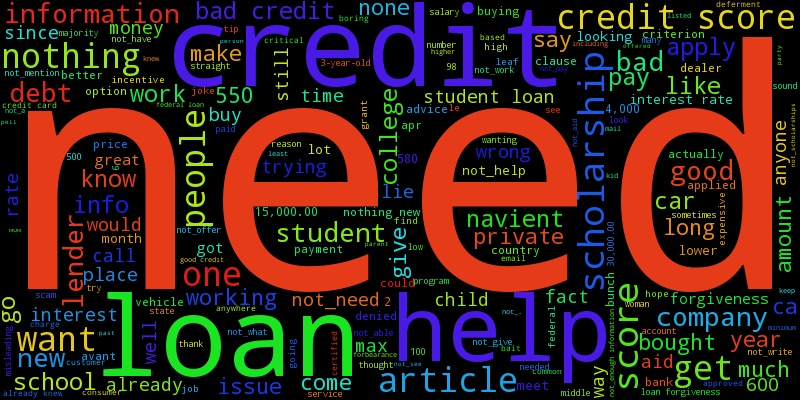 information bad credit none salary buying deferment
tip boring credit credit score
since majority money critical number based looking criterion many listed
not_have person say including party
nothing knew make still higher high dealer
incentive straight 3-year-old 98 leaf clause bad apply
not_mention better joke not_work not_pay pay like sound
debt option work 550 time student loan scholarship interest rate
credit card federal loan grant college advice le 4,000 offered
not_a buy paid apr see look mail
need
price people reason lot 580 wanting wrong not_aid actually anyone not_scholarships
500 great least trying not_help kid good
rate know lie applied
info 15,000.00 nothing new navient car sometimes expensive
lender would not_offer student find private long amount
month got payment give low country 30,000.00 lower
call good credit parent email
place one could program bunch keep
scam try working not_need 2 child fact hope forgiveness
go interest vehicle anywhere denied not_- woman company ca
charge state not_what not_able help federal account minimum
want past well thank going certified max 100 not_give score bought year not_write
misleading new avant loan forbearance bait common not_enough information aid
customer thought not_see needed way bank get much
school already job issue come article meet approved 600
already knew consumer service middle loan forgiveness